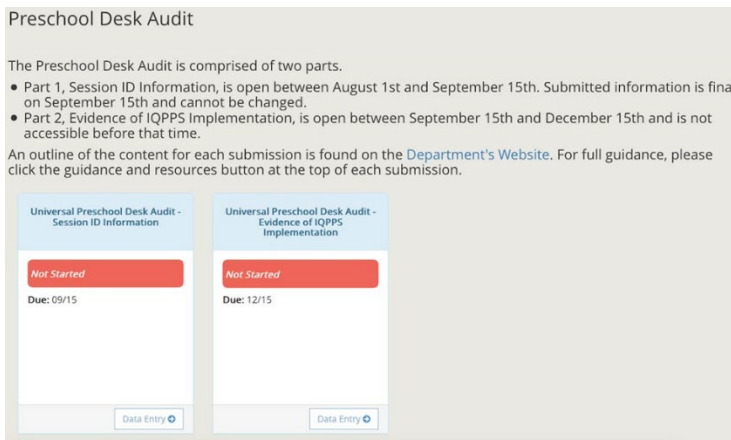 Preschool Desk Audit
The Preschool Desk Audit is comprised of two parts.
• Part 1, Session ID Information, is open between August 1st and September 15th. Submitted information is fina
on September 15th and cannot be changed.
• Part 2, Evidence of IQPPS Implementation, is open between September 15th and December 15th and is not
accessible before that time.
An outline of the content for each submission is found on the Department's Website. For full guidance, please
click the guidance and resources button at the top of each submission.
Universal Preschool Desk Audit -
Session ID Information
Not Started
Due: 09/15
Data Entry
Universal Preschool Desk Audit -
Evidence of IQPPS
Implementation
Not Started
Due: 12/15
Data Entry